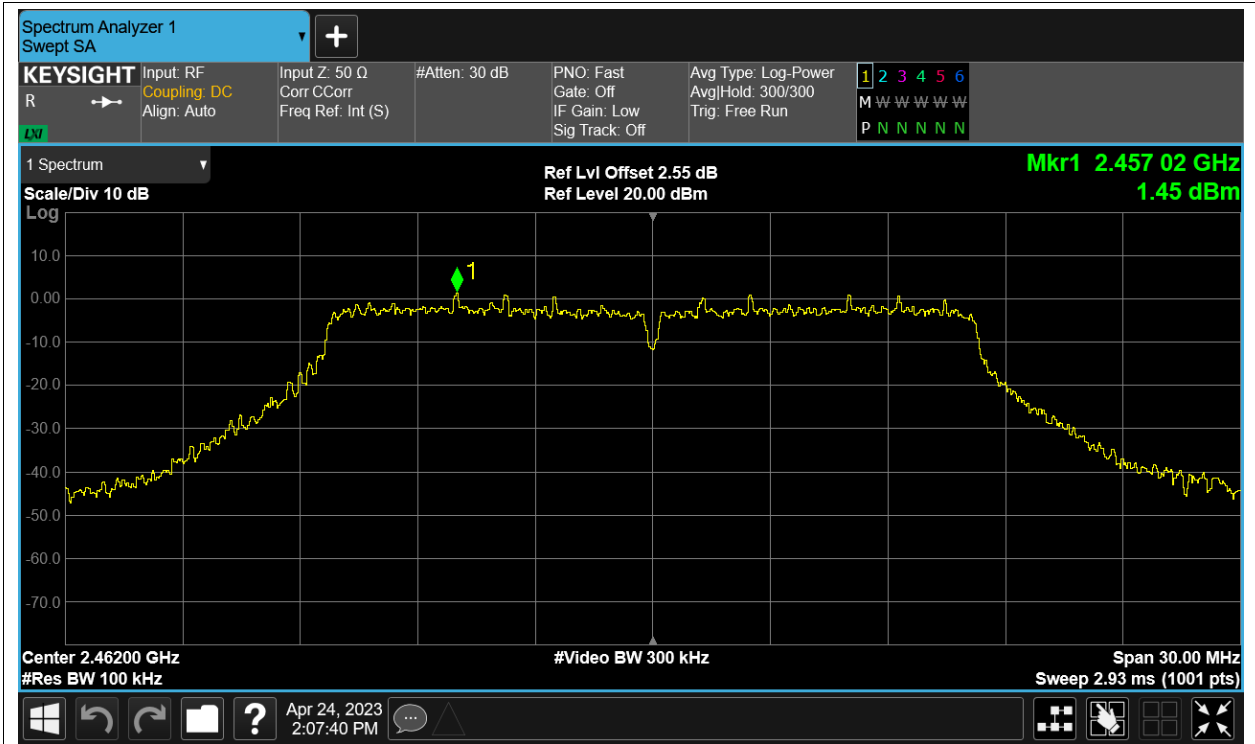 Spectrum Analyzer 1
Swept SA
KEYSIGHT
R
LXI
Input: RF
Coupling: DC
Align: Auto
Input Z: 50 Ω
Corr CCorr
Freq Ref: Int (S)
#Atten: 30 dB
PNO: Fast
Gate: Off
IF Gain: Low
Sig Track: Off
Avg Type: Log-Power
Avg|Hold: 300/300
Trig: Free Run
1 2 3 4 5 6
M W W W W W
P N N N N N
1 Spectrum
Scale/Div 10 dB
Ref Lvl Offset 2.55 dB
Ref Level 20.00 dBm
Mkr1 2.457 02 GHz
1.45 dBm
Log
10.0
0.00
-10.0
-20.0
-30.0
-40.0
-50.0
-60.0
-70.0
1
Center 2.46200 GHz
#Video BW 300 kHz
Span 30.00 MHz
#Res BW 100 kHz
Sweep 2.93 ms (1001 pts)
?
Apr 24, 2023
2:07:40 PM